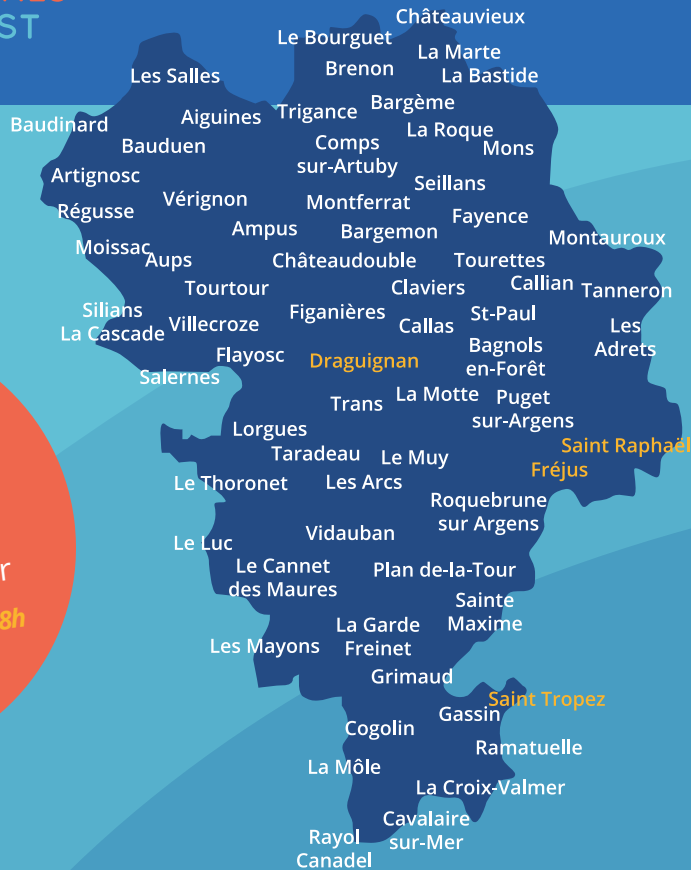 ST
Châteauvieux
Le Bourguet
La Marte
Brenon
La Bastide
Les Salles
Bargème
Trigance
Aiguines
Baudinard
La Roque
Bauduen
Comps
sur-Artuby
Mons
Artignosc
Seillans
Vérignon
Montferrat
Régusse
Fayence
Ampus
Bargemon
Montauroux
Moissac
Aups
Châteaudouble
Tourettes
Tourtour
Claviers
Callian
Tanneron
Silians
La Cascade
Villecroze
Figanières
Callas
St-Paul
Les
Adrets
Flayosc
Draguignan
Bagnols
en-Forêt
Salernes
Trans
La Motte
Puget
sur-Argens
Lorgues
Saint Raphaël
Taradeau
Le Muy
Fréjus
Le Thoronet
Les Arcs
Roquebrune
sur Argens
Vidauban
Le Luc
Le Cannet
des Maures
Plan de-la-Tour
r
8h
Sainte
Maxime
La Garde
Freinet
Les Mayons
Grimaud
Saint Tropez
Gassin
Cogolin
Ramatuelle
La Môle
La Croix-Valmer
Cavalaire
sur-Mer
Rayol
Canadel